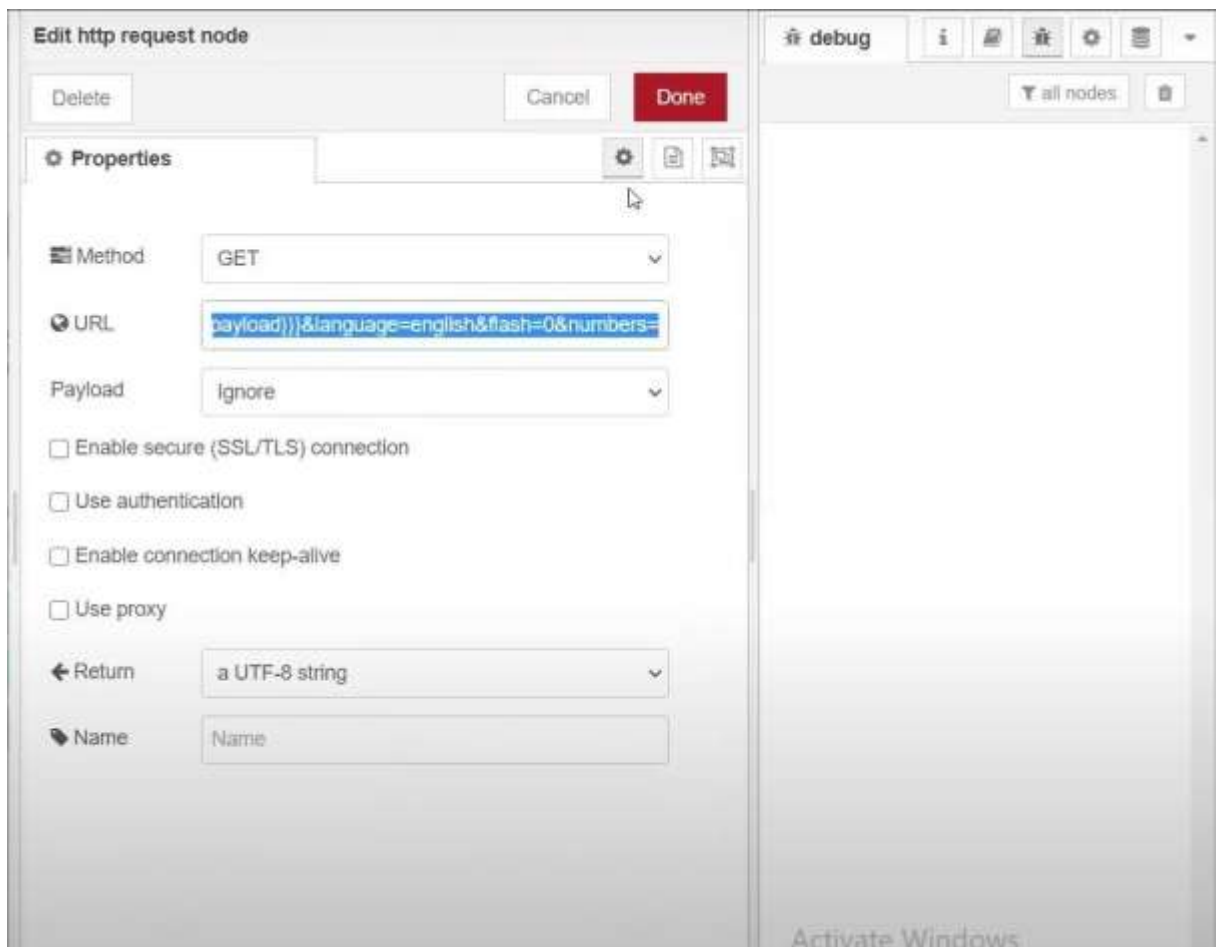 Edit http request node
debug
i
Delete
Cancel
Done
all nodes
Properties
Method
GET
URL
payload}}}&language=english&flash=0&numbers=
Payload
Ignore
Enable secure (SSL/TLS) connection
Use authentication
Enable connection keep-alive
Use proxy
Return
a UTF-8 string
Name
Name
Activate Windows